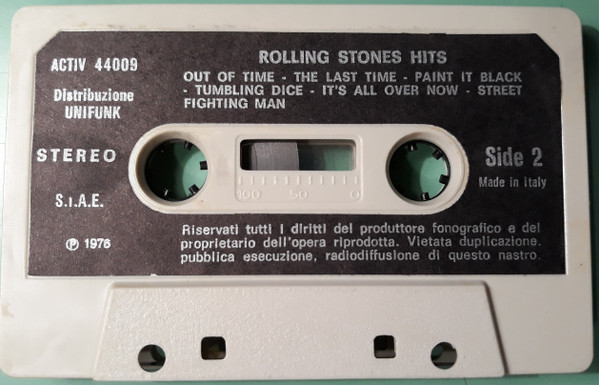 ROLLING STONES HITS
ACTIV 44009
OUT OF TIME - THE LAST TIME - PAINT IT BLACK
- TUMBLING DICE - IT'S ALL OVER NOW - STREET
FIGHTING MAN
Distribuzione
UNIFUNK
STEREO
Side 2
Made in Italy
100 50 0
S.I.A.E.
℗ 1976
Riservati tutti i diritti del produttore fonografico e del
proprietario dell'opera riprodotta. Vietata duplicazione.
pubblica esecuzione, radiodiffusione di questo nastro.